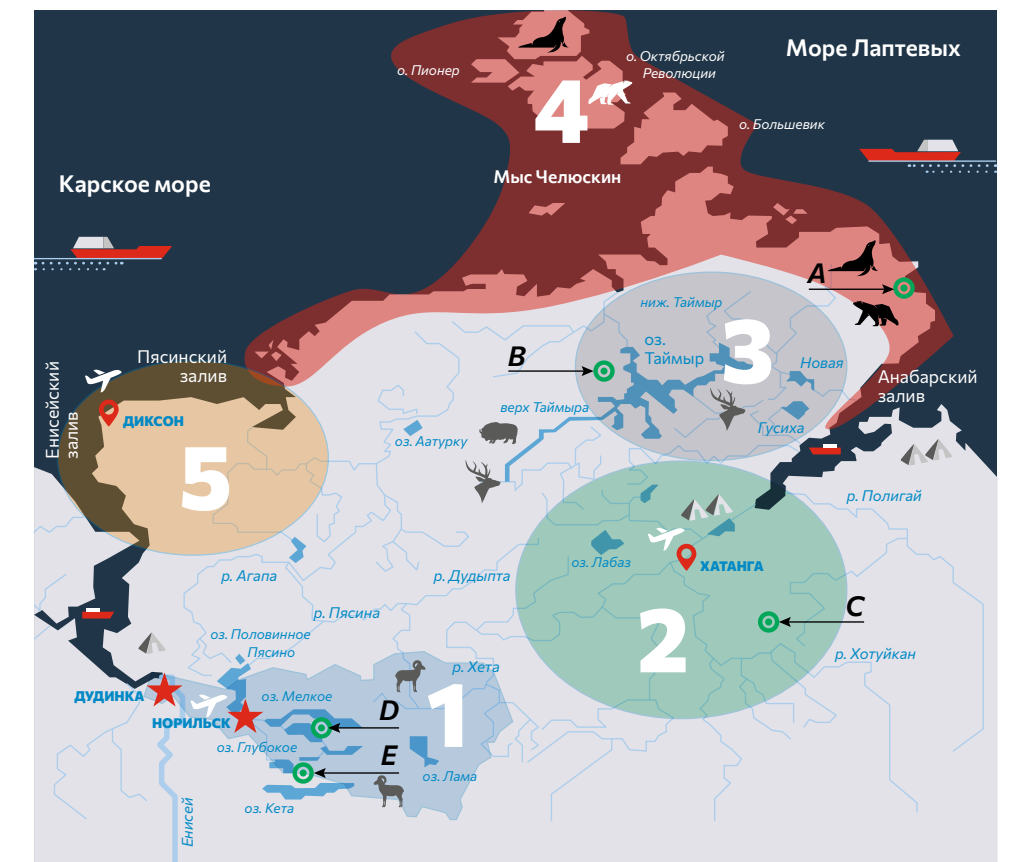 Море Лаптевых
о. Пионер
о. Октябрьской
Революции
4
о. Большевик
Карское море
Мыс Челюскин
A
ниж. Таймыр
3
оз.
Таймыр
B
Новая
Пясинский
залив
Енисейский
залив
ДИКСОН
Анабарский
залив
верх Таймыра
Гусиха
оз. Аатурку
5
р. Полигай
оз. Лабаз
ХАТАНГА
р. Агапа
р. Дудыпта
2
C
р. Пясина
оз. Половинное
Пясино
р. Хотуйкан
р. Хета
ДУДИНКА
оз. Мелкое
1
НОРИЛЬСК
D
оз. Глубокое
E
оз. Лама
оз. Кета
Енисей